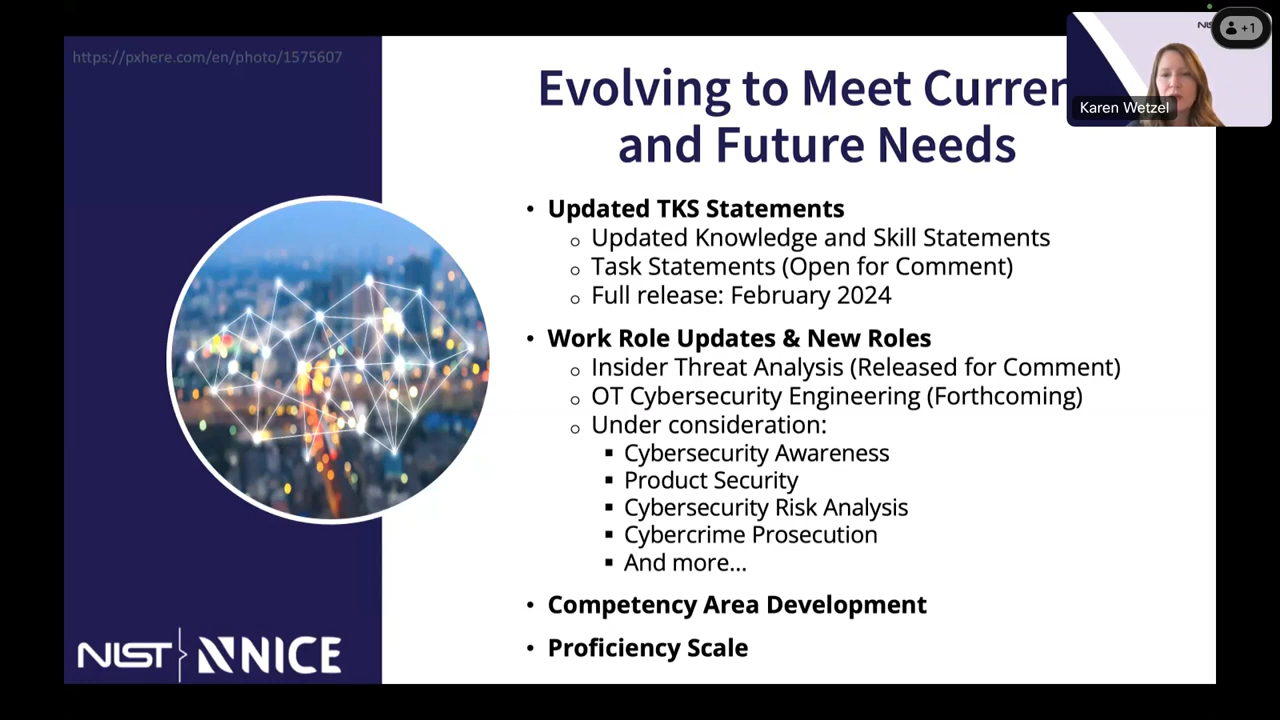 https://pxhere.com/en/photo/1575607
Evolving to Meet Curren
and Future Needs
• Updated TKS Statements
o Updated Knowledge and Skill Statements
o Task Statements (Open for Comment)
o Full release: February 2024
• Work Role Updates & New Roles
o Insider Threat Analysis (Released for Comment)
o OT Cybersecurity Engineering (Forthcoming)
o Under consideration:
▪ Cybersecurity Awareness
▪ Product Security
▪ Cybersecurity Risk Analysis
▪ Cybercrime Prosecution
▪ And more...
• Competency Area Development
• Proficiency Scale
NIST NICE
+1
Karen Wetzel